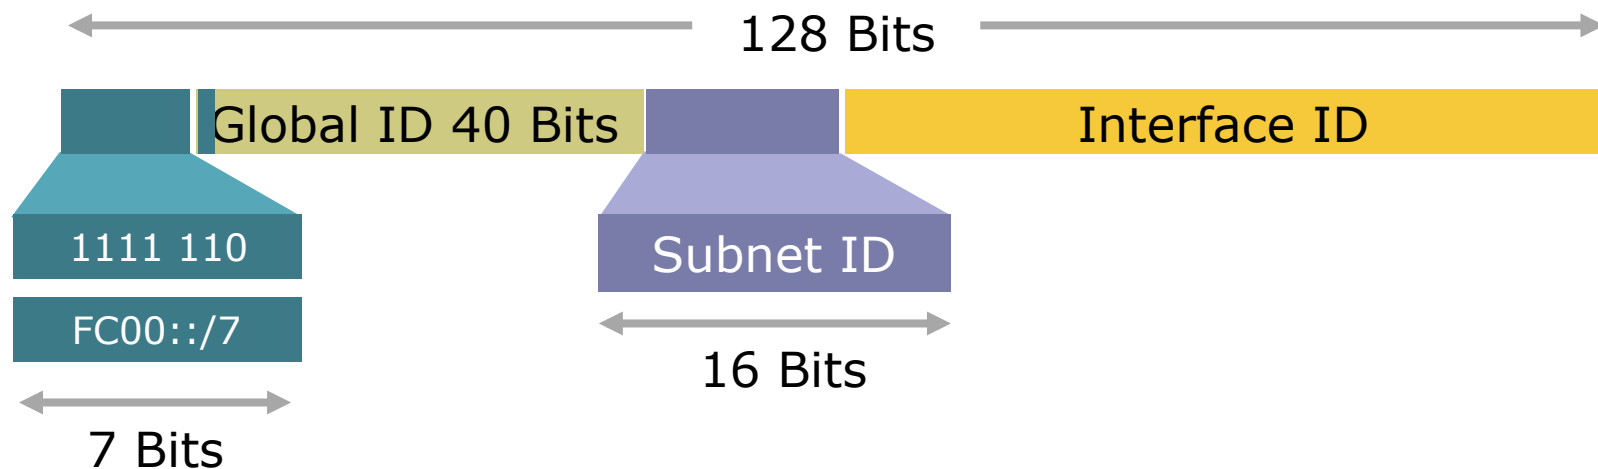 128 Bits
Global ID 40 Bits
Interface ID
1111 110
Subnet ID
FC00::/7
16 Bits
7 Bits